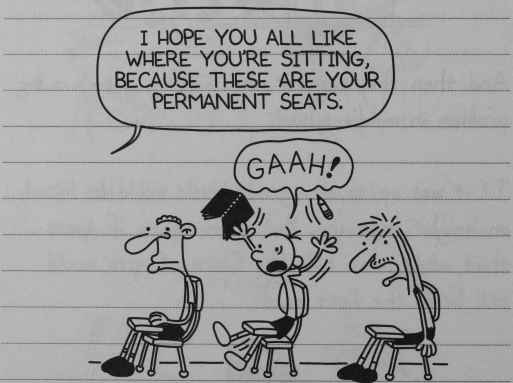 I HOPE YOU ALL LIKE
WHERE YOU'RE SITTING,
BECAUSE THESE ARE YOUR
PERMANENT SEATS.
GAAH!